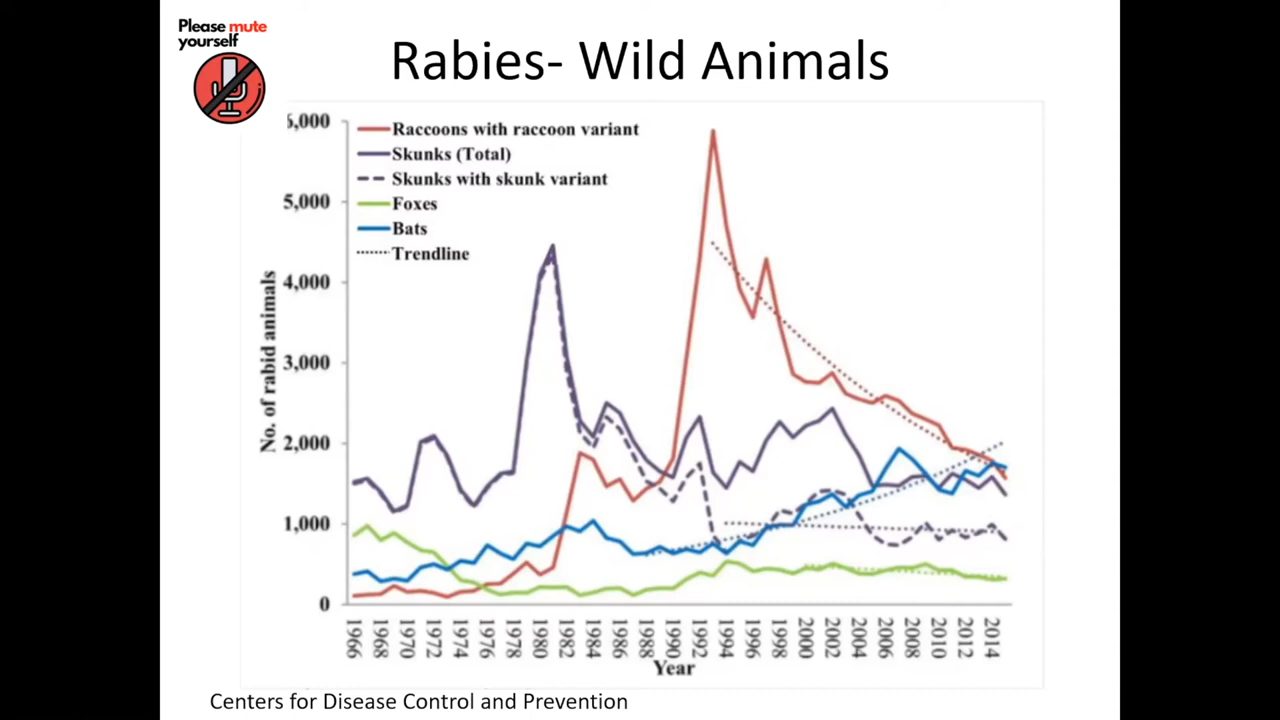 Please mute
yourself
Rabies- Wild Animals
6,000
5,000
4,000
3,000
2,000
1,000
0
No. of rabid animals
Raccoons with raccoon variant
Skunks (Total)
Skunks with skunk variant
Foxes
Bats
Trendline
1966
1968
1970
1972
1974
1976
1978
1980
1982
1984
1986
1988
1990
1992
1994
1996
1998
2000
2002
2004
2006
2008
2010
2012
2014
Year
Centers for Disease Control and Prevention